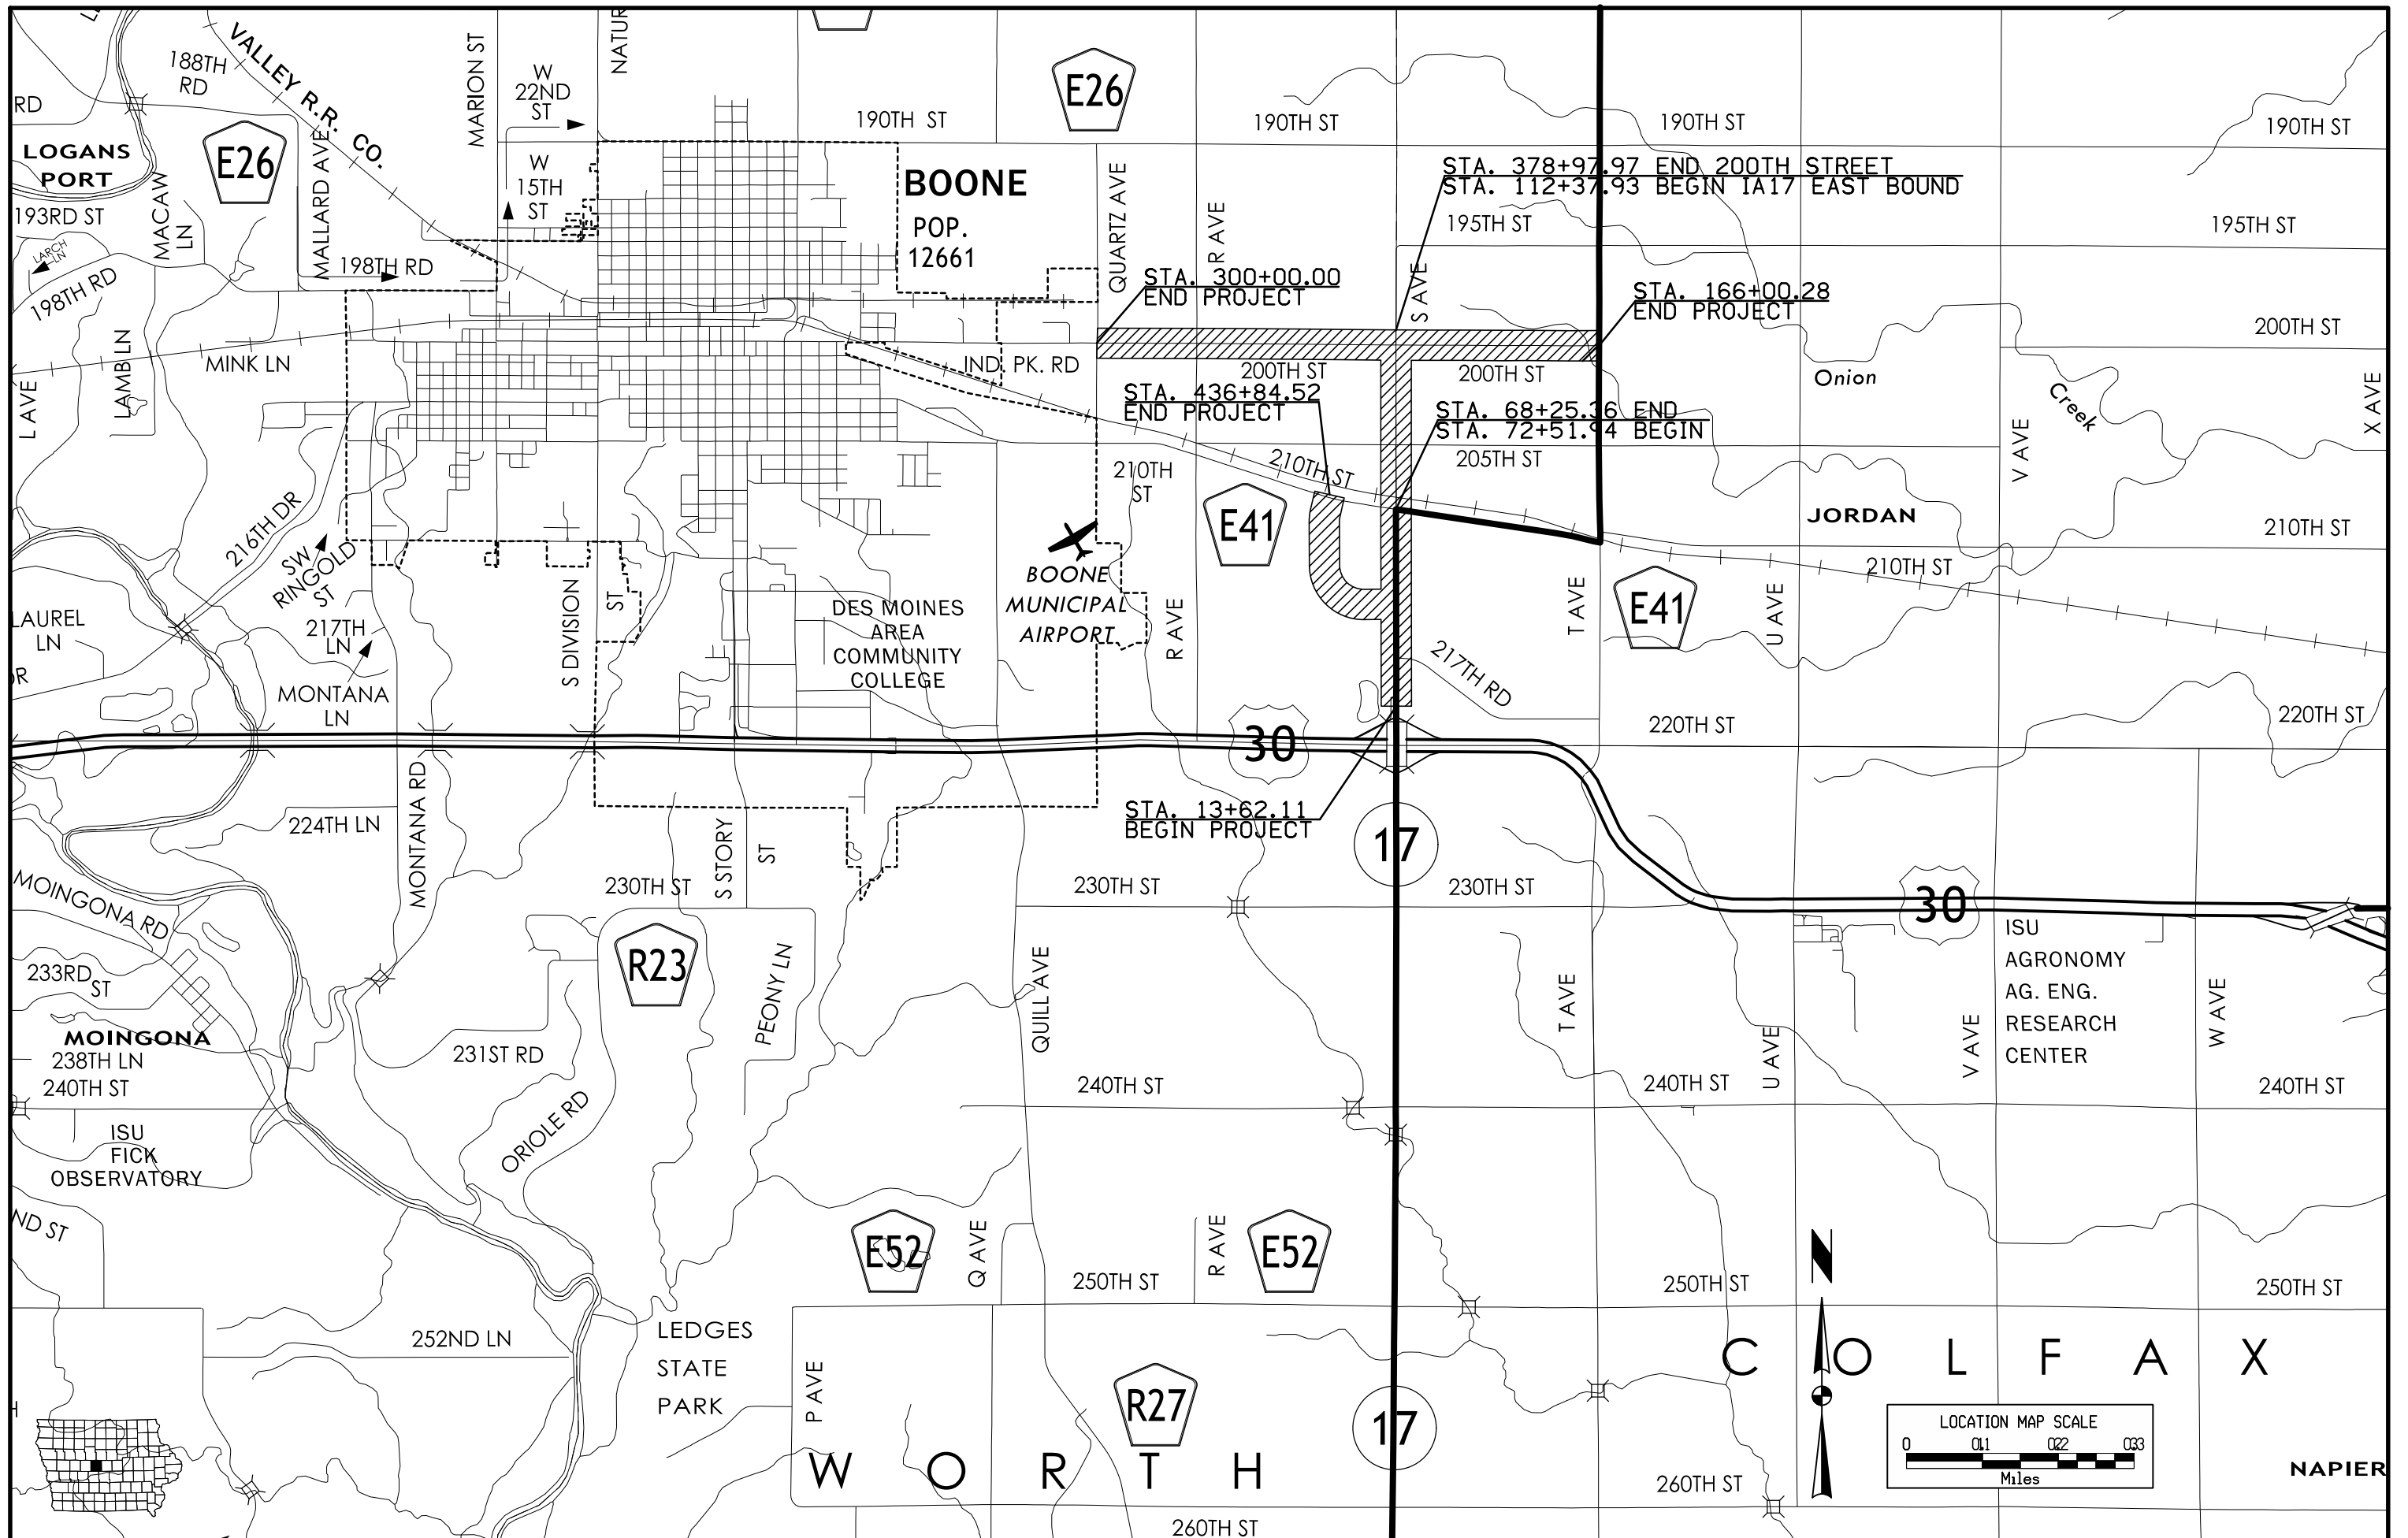 VALLEY R.R. CO.
188TH
RD
MARION ST
W
22ND
ST
NATUR
E26
190TH ST
190TH ST
190TH ST
190TH ST
RD
LOGANS
PORT
E26
MALLARD AVE
W
15TH
ST
BOONE
POP.
12661
QUARTZ AVE
R AVE
STA. 378+97.97 END 200TH STREET
STA. 112+37.93 BEGIN IA17 EAST BOUND
193RD ST
MACAW
LN
195TH ST
195TH ST
LARCH
LN
198TH RD
198TH RD
STA. 300+00.00
END PROJECT
S AVE
STA. 166+00.28
END PROJECT
200TH ST
L AVE
LAMB LN
MINK LN
IND. PK. RD
200TH ST
200TH ST
Onion
Creek
X AVE
STA. 436+84.52
END PROJECT
STA. 68+25.36 END
STA. 72+51.94 BEGIN
205TH ST
V AVE
210TH
ST
210TH ST
216TH DR
SW
RINGOLD
ST
E41
JORDAN
210TH ST
210TH ST
BOONE
MUNICIPAL
AIRPORT
LAUREL
LN
217TH
LN
S DIVISION
ST
DES MOINES
AREA
COMMUNITY
COLLEGE
R AVE
T AVE
E41
U AVE
DR
MONTANA
LN
217TH RD
220TH ST
220TH ST
30
MONTANA RD
224TH LN
STA. 13+62.11
BEGIN PROJECT
17
S STORY
ST
MOINGONA RD
230TH ST
230TH ST
230TH ST
30
ISU
AGRONOMY
AG. ENG.
RESEARCH
CENTER
233RD
ST
R23
PEONY LN
QUILL AVE
T AVE
U AVE
V AVE
W AVE
MOINGONA
238TH LN
240TH ST
231ST RD
240TH ST
240TH ST
240TH ST
ORIOLE RD
ISU
FICK
OBSERVATORY
ND ST
E52
Q AVE
R AVE
E52
N
250TH ST
250TH ST
250TH ST
252ND LN
LEDGES
STATE
PARK
P AVE
R27
COLFAX
17
WORTH
LOCATION MAP SCALE
Miles
NAPIER
260TH ST
260TH ST